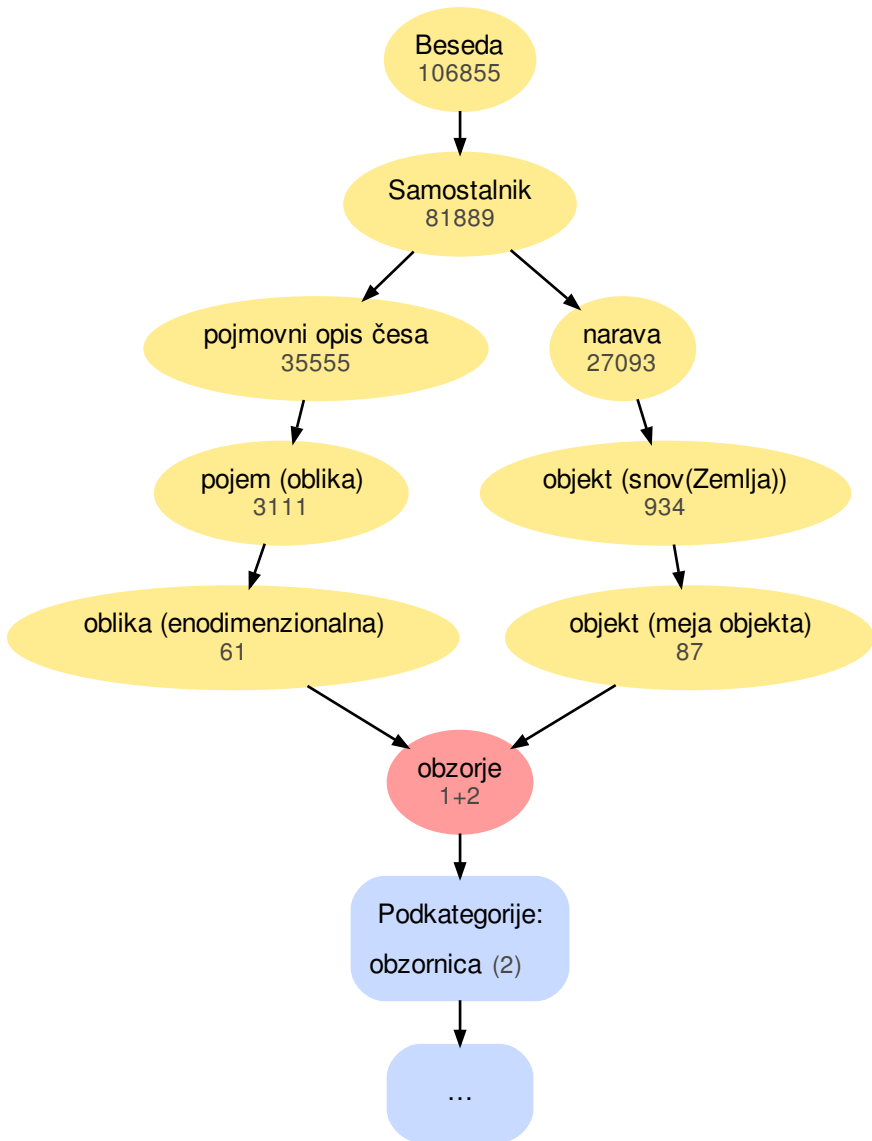 Beseda
106855
Samostalnik
81889
pojmovni opis česa
35555
narava
27093
pojem (oblika)
3111
objekt (snov(Zemlja))
934
oblika (enodimenzionalna)
61
objekt (meja objekta)
87
obzorje
1+2
Podkategorije:
obzornica (2)
...